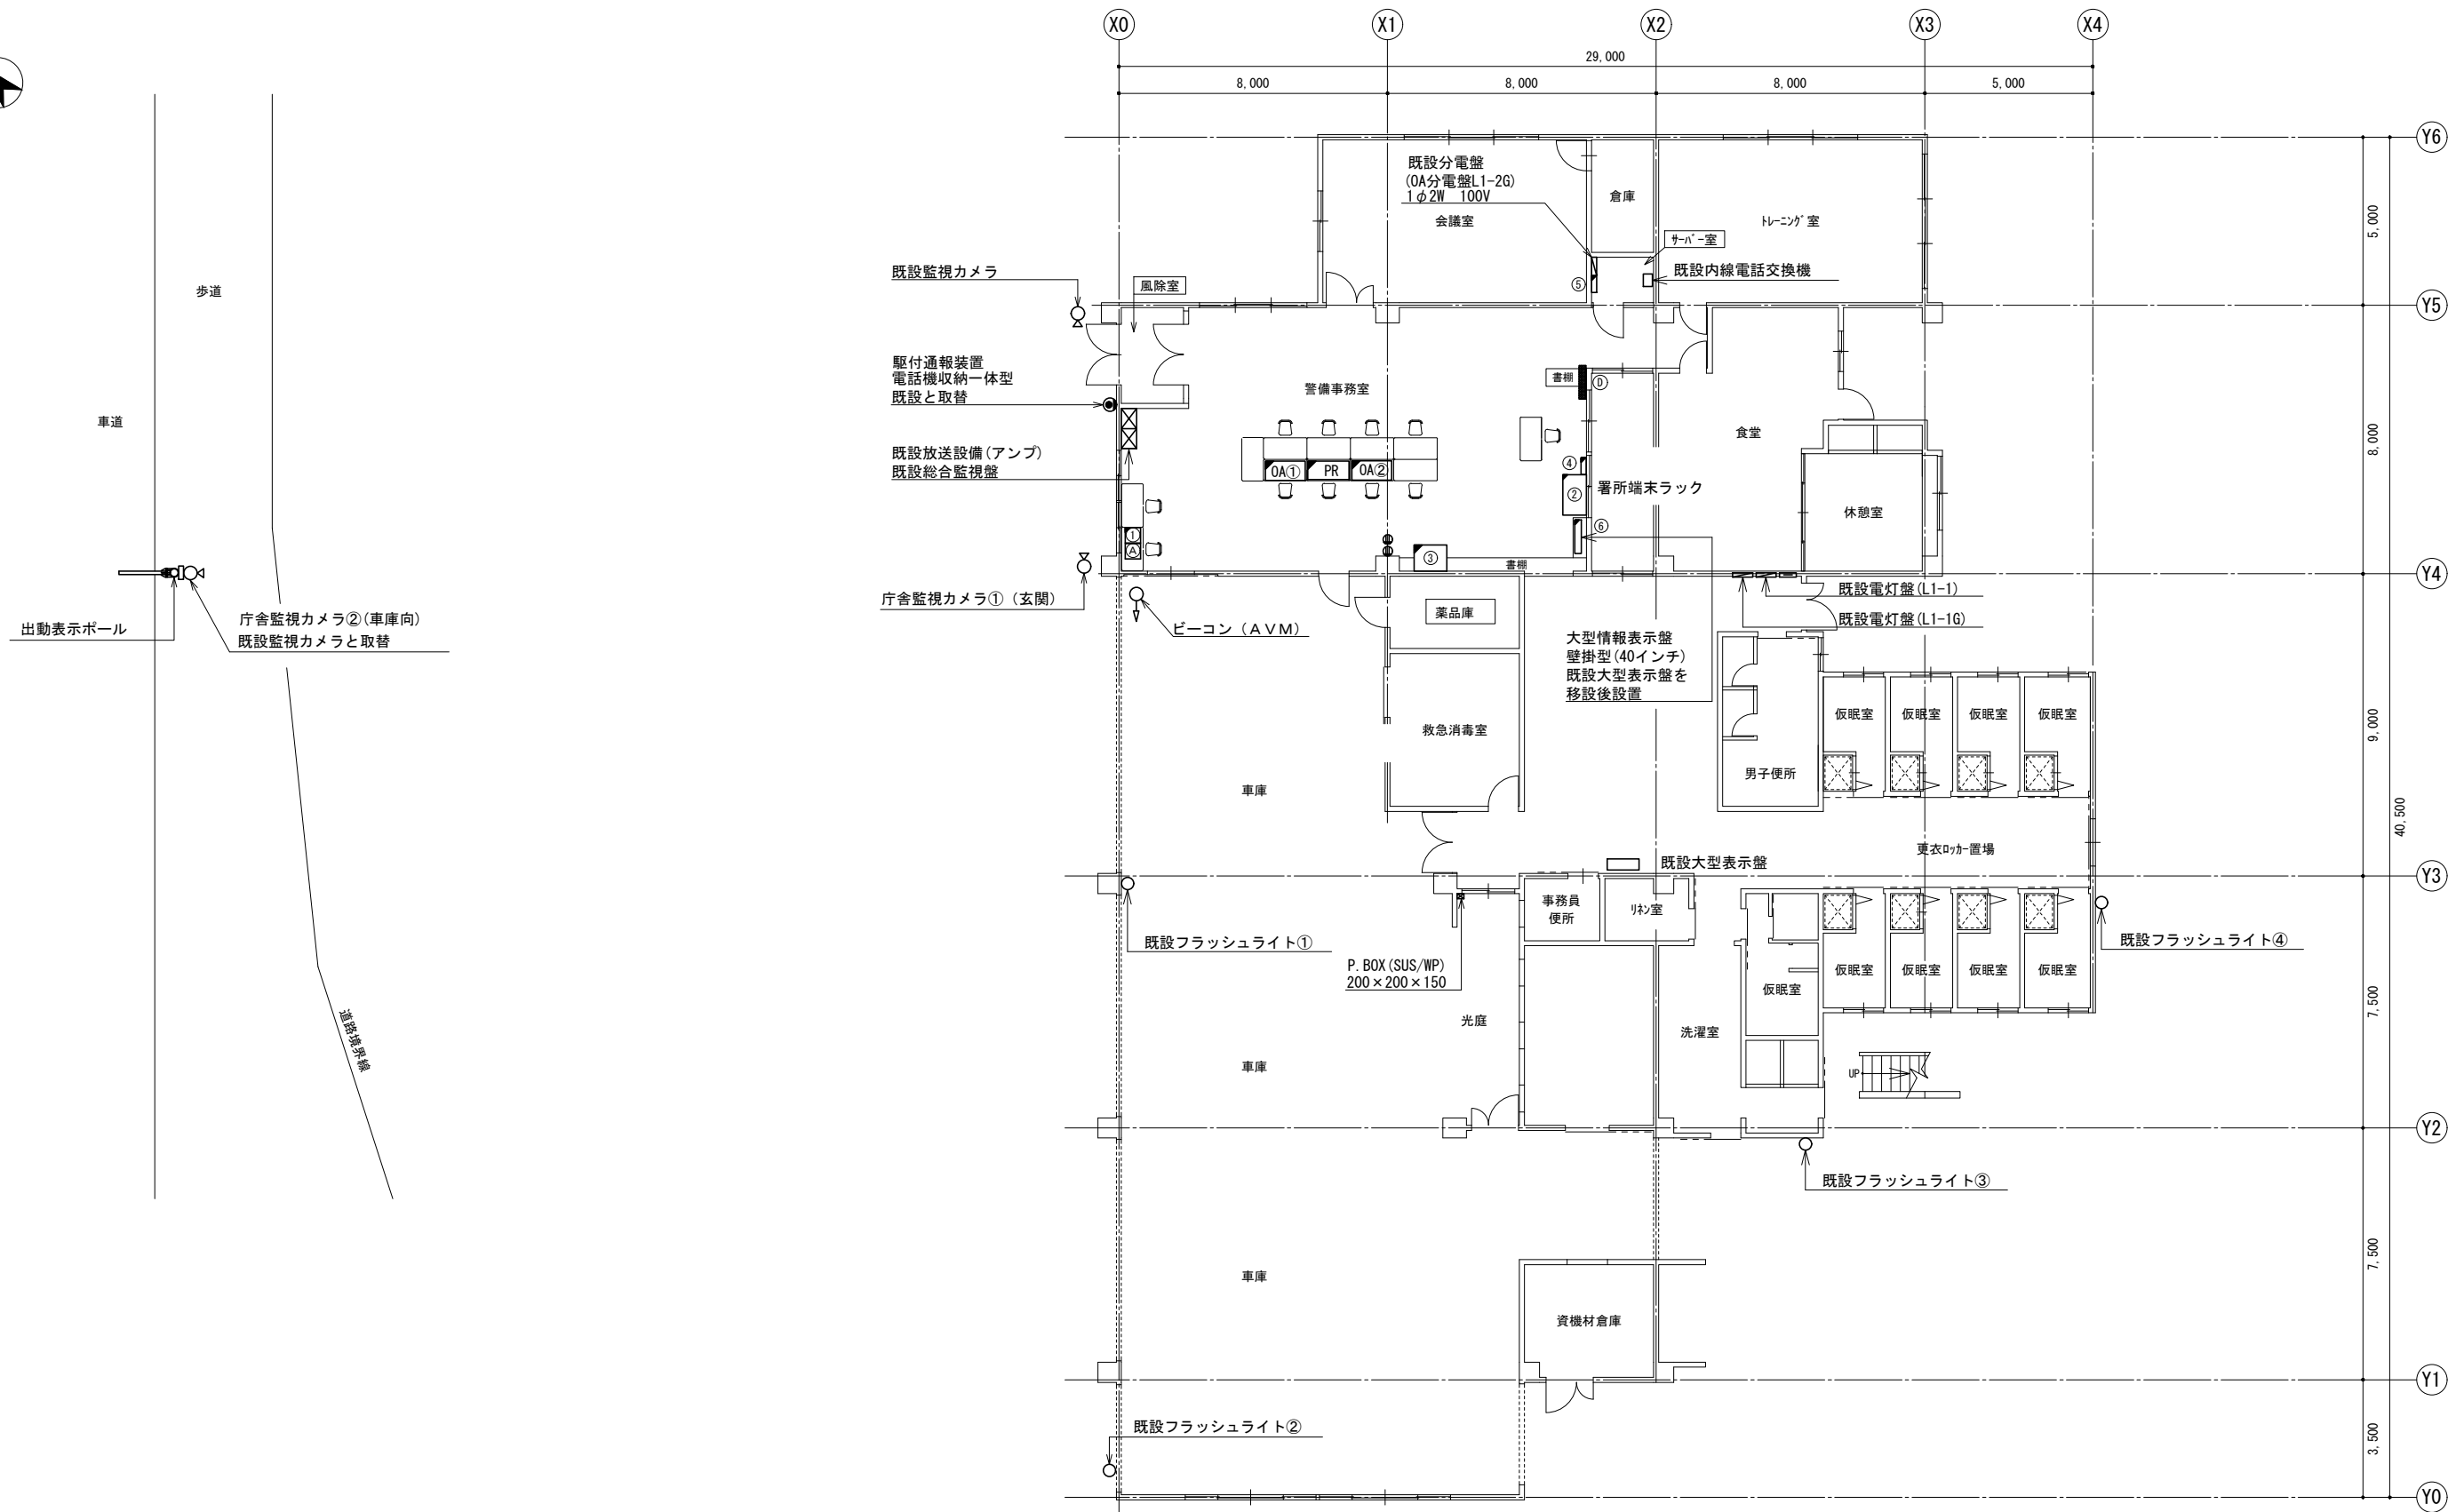 X0
X1
X2
X3
X4
29,000
8,000
8,000
8,000
5,000
Y6
Y5
Y4
Y3
Y2
Y1
Y0
5,000
8,000
9,000
7,500
7,500
3,500
40,500
歩道
車道
道路境界線
出動表示ポール
庁舎監視カメラ②(車庫向)
既設監視カメラと取替
既設監視カメラ
風除室
駆付通報装置
電話機収納一体型
既設と取替
既設放送設備(アンプ)
既設総合監視盤
庁舎監視カメラ①(玄関)
ビーコン(AVM)
既設分電盤
(OA分電盤L1-2G)
1φ2W 100V
会議室
倉庫
トレーニング室
サーバー室
既設内線電話交換機
⑤
警備事務室
書棚
Ⓓ
食堂
OA①
PR
OA②
④
②
署所端末ラック
⑥
休憩室
①
Ⓐ
③
書棚
既設電灯盤(L1-1)
既設電灯盤(L1-1G)
薬品庫
大型情報表示盤
壁掛型(40インチ)
既設大型表示盤を
移設後設置
救急消毒室
男子便所
仮眠室
仮眠室
仮眠室
仮眠室
車庫
更衣ロッカー置場
既設大型表示盤
事務員
便所
リネン室
既設フラッシュライト①
既設フラッシュライト④
P.BOX(SUS/WP)
200×200×150
仮眠室
仮眠室
仮眠室
仮眠室
仮眠室
光庭
洗濯室
車庫
UP
既設フラッシュライト③
車庫
資機材倉庫
既設フラッシュライト②